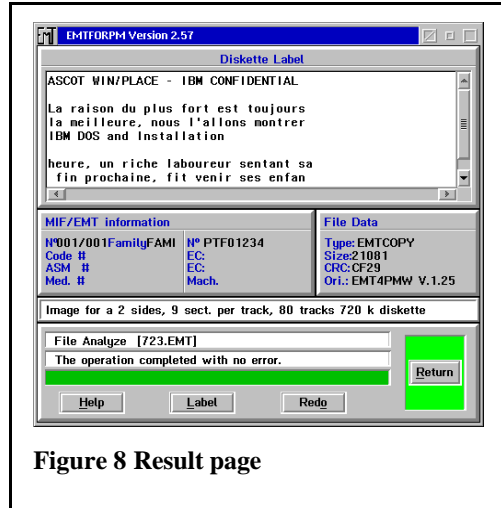 EMTFORPM Version 2.57
Diskette Label
ASCOT WIN/PLACE - IBM CONFIDENTIAL
La raison du plus fort est toujours
la meilleure, nous l'allons montrer
IBM DOS and Installation
heure, un riche laboureur sentant sa
fin prochaine, fit venir ses enfan
MIF/EMT information
Nº001/001FamilyFAMI Nº PTF01234
Code # EC:
ASM # EC:
Med. # Mach.
File Data
Type:EMTCOPY
Size:21081
CRC:CF29
Ori.: EMT4PMW V.1.25
Image for a 2 sides, 9 sect. per track, 80 tracks 720 k diskette
File Analyze [723.EMT]
The operation completed with no error.
Return
Help Label Redo
Figure 8 Result page